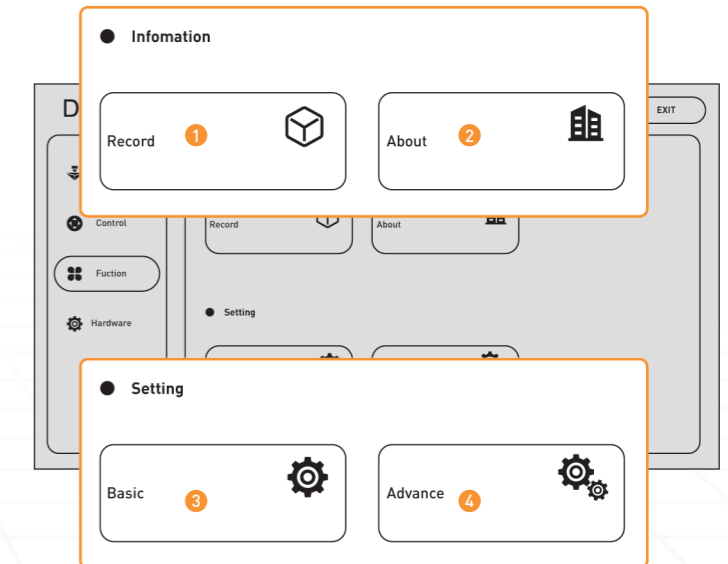 Infomation
Record 1
About 2
D
EXIT
Control
Record
About
Fuction
Hardware
Setting
Setting
Basic 3
Advance 4